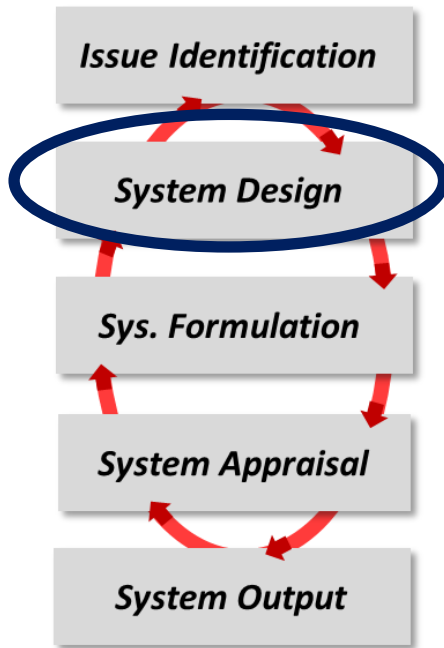 Issue Identification
System Design
Sys. Formulation
System Appraisal
System Output